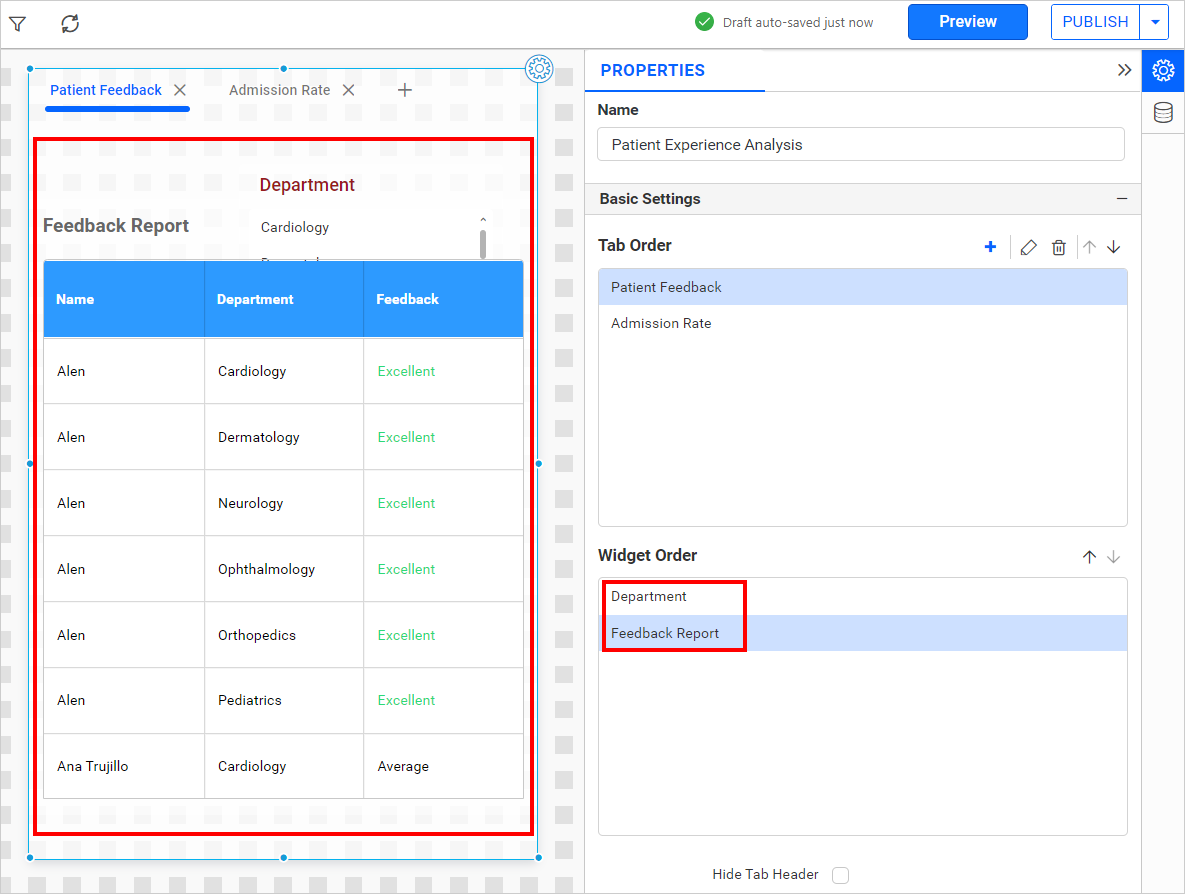 Draft auto-saved just now
Preview
PUBLISH
Patient Feedback
Admission Rate
Department
Feedback Report
Cardiology
Name Department Feedback
Alen Cardiology Excellent
Alen Dermatology Excellent
Alen Neurology Excellent
Alen Ophthalmology Excellent
Alen Orthopedics Excellent
Alen Pediatrics Excellent
Ana Trujillo Cardiology Average
PROPERTIES
Name
Patient Experience Analysis
Basic Settings
Tab Order
Patient Feedback
Admission Rate
Widget Order
Department
Feedback Report
Hide Tab Header